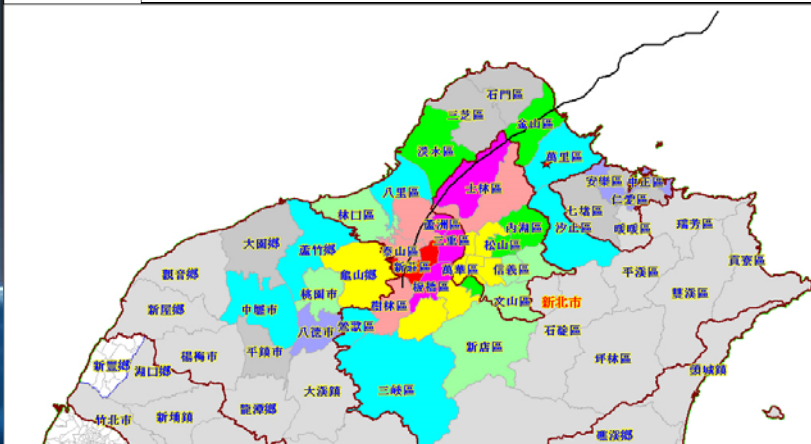 石門區
三芝區
金山區
淡水區
萬里區
安樂區
中正區
士林區
八里區
仁愛區
七堵區
林口區
蘆洲區
內湖區
汐止區
暖暖區
瑞芳區
大園鄉
蘆竹鄉
三重區
松山區
泰山區
貢寮區
觀音鄉
龜山鄉
新莊區
萬華區
信義區
平溪區
桃園市
板橋區
雙溪區
新屋鄉
中壢市
樹林區
文山區
新北市
八德市
鶯歌區
石碇區
新店區
楊梅市
平鎮市
坪林區
新豐鄉
湖口鄉
頭城鎮
大溪鎮
三峽區
龍潭鄉
竹北市
新埔鎮
礁溪鄉